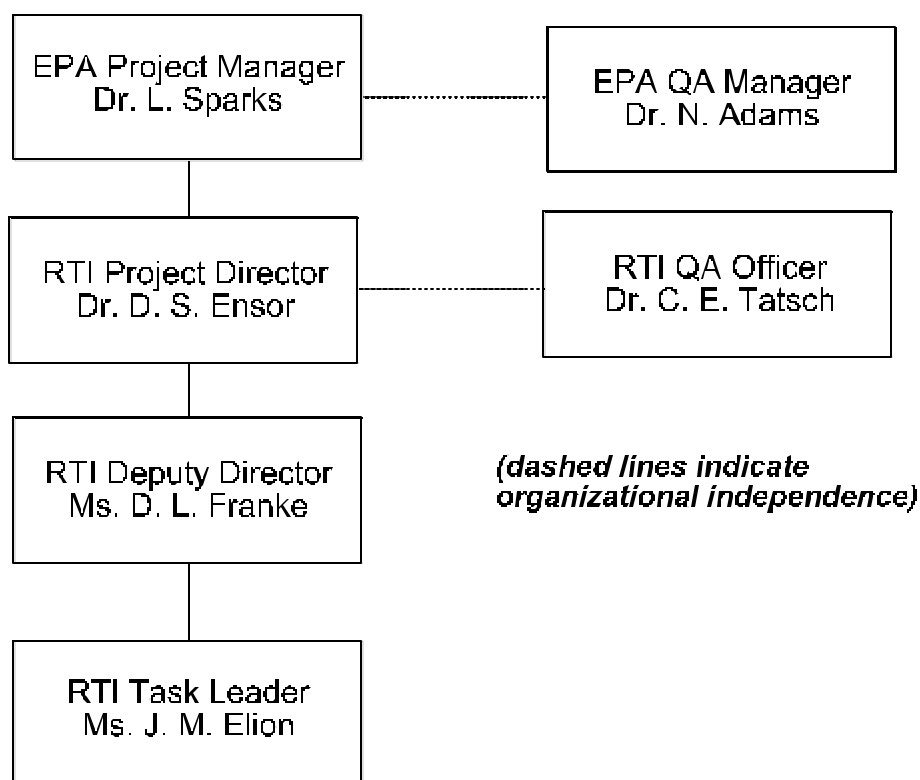 EPA Project Manager
Dr. L. Sparks
EPA QA Manager
Dr. N. Adams
RTI Project Director
Dr. D. S. Ensor
RTI QA Officer
Dr. C. E. Tatsch
RTI Deputy Director
Ms. D. L. Franke
(dashed lines indicate
organizational independence)
RTI Task Leader
Ms. J. M. Elion